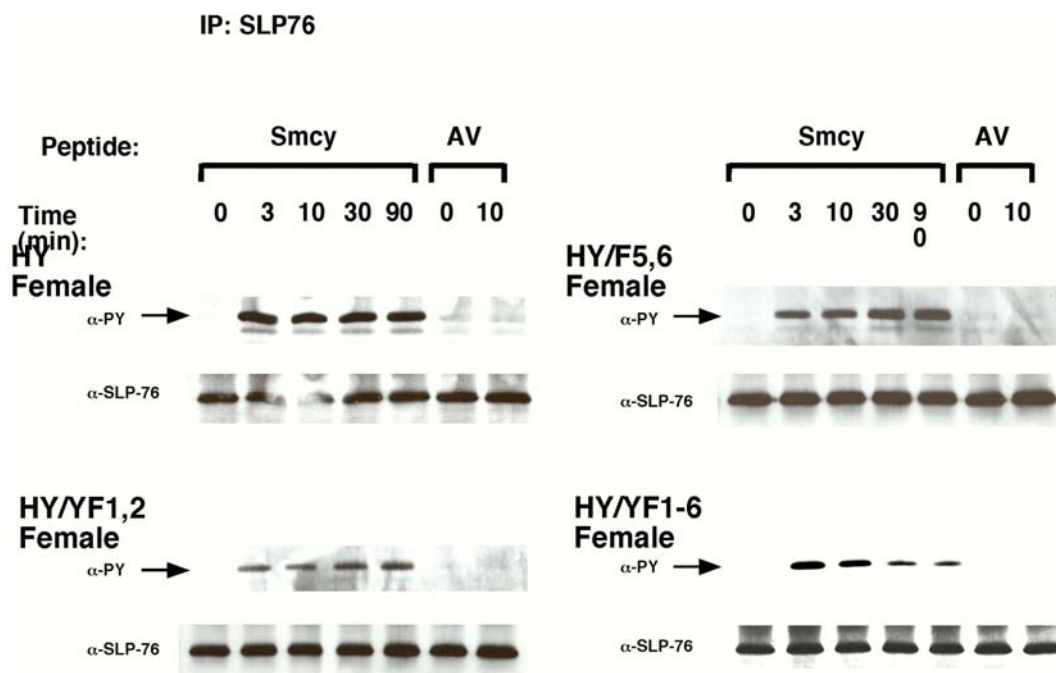 IP: SLP76
Peptide:
Smcy
AV
Time
(min):
0 3 10 30 90 0 10
HY
Female
α-PY
α-SLP-76
Smcy
AV
0 3 10 30 9
0
0 10
HY/F5,6
Female
α-PY
α-SLP-76
HY/YF1,2
Female
α-PY
α-SLP-76
HY/YF1-6
Female
α-PY
α-SLP-76